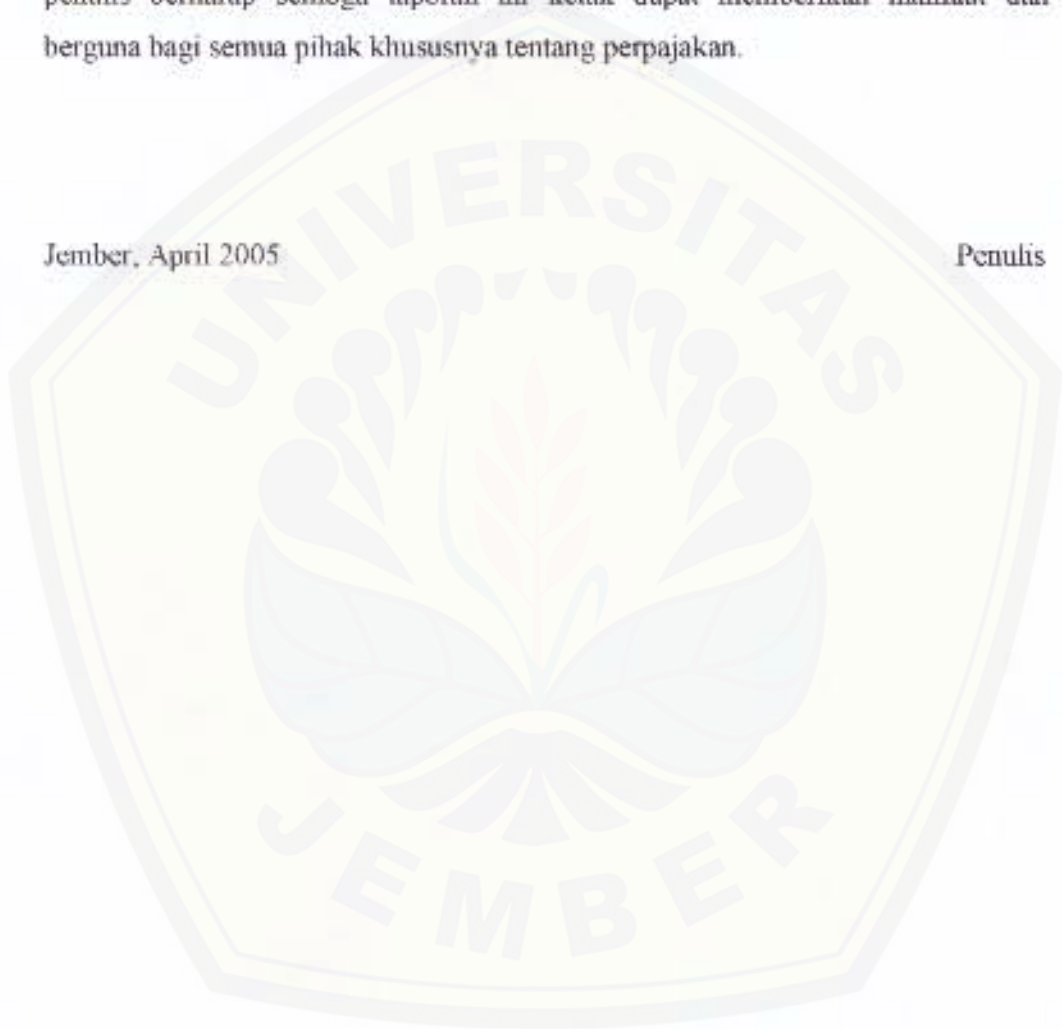 penulis berharap semoga laporan ini kelak dapat memberikan manfaat dan
berguna bagi semua pihak khususnya tentang perpajakan.
Jember, April 2005 Penulis
UNIVERSITAS
JEMBER